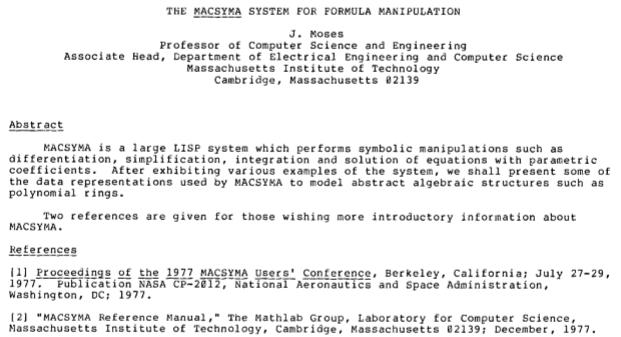 THE MACSYMA SYSTEM FOR FORMULA MANIPULATION
J. Moses
Professor of Computer Science and Engineering
Associate Head, Department of Electrical Engineering and Computer Science
Massachusetts Institute of Technology
Cambridge, Massachusetts 02139
Abstract
MACSYMA is a large LISP system which performs symbolic manipulations such as
differentiation, simplification, integration and solution of equations with parametric
coefficients. After exhibiting various examples of the system, we shall present some of
the data representations used by MACSYMA to model abstract algebraic structures such as
polynomial rings.
Two references are given for those wishing more introductory information about
MACSYMA.
References
[1] Proceedings of the 1977 MACSYMA Users' Conference, Berkeley, California; July 27-29,
1977. Publication NASA CP-2012, National Aeronautics and Space Administration,
Washington, DC; 1977.
[2] "MACSYMA Reference Manual," The Mathlab Group, Laboratory for Computer Science,
Massachusetts Institute of Technology, Cambridge, Massachusetts 02139; December, 1977.